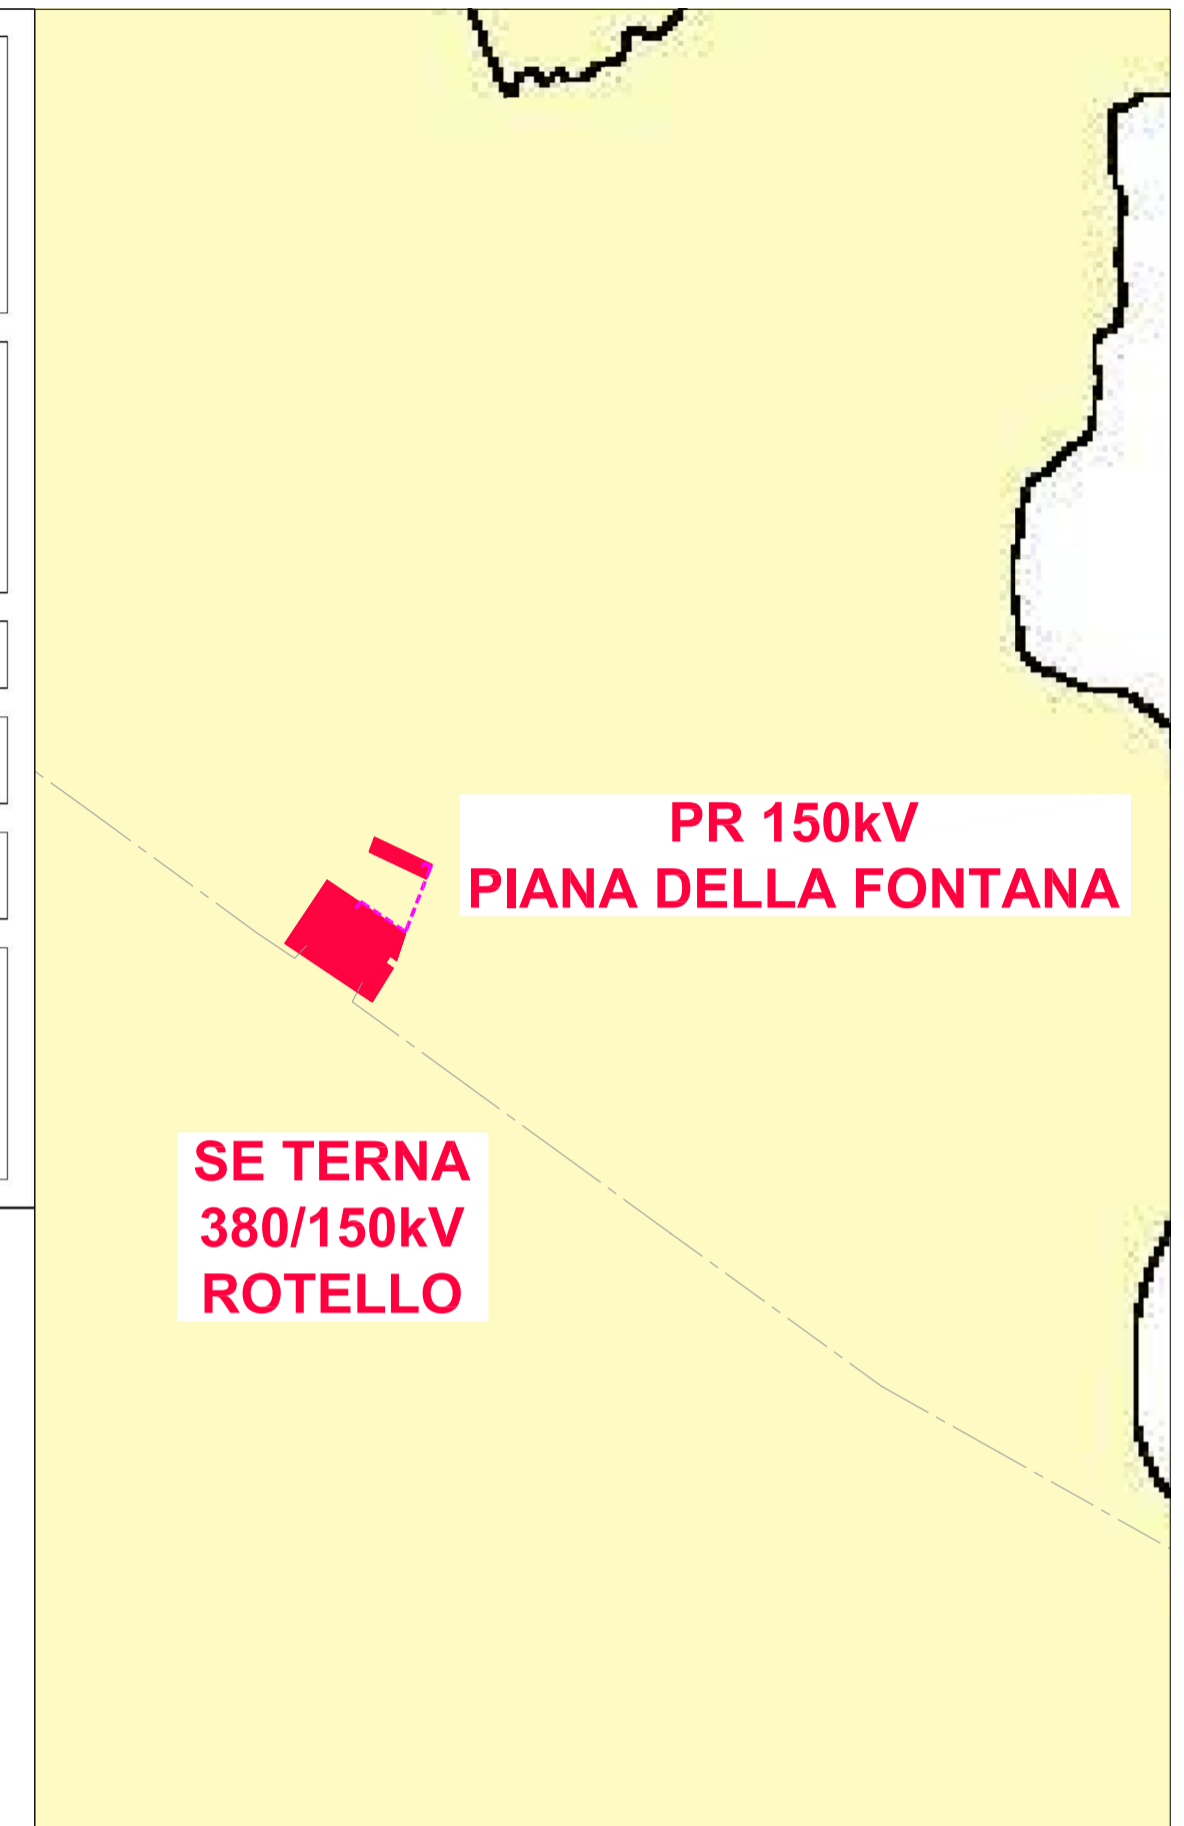 PR 150kV
PIANA DELLA FONTANA
SE TERNA
380/150kV
ROTELLO